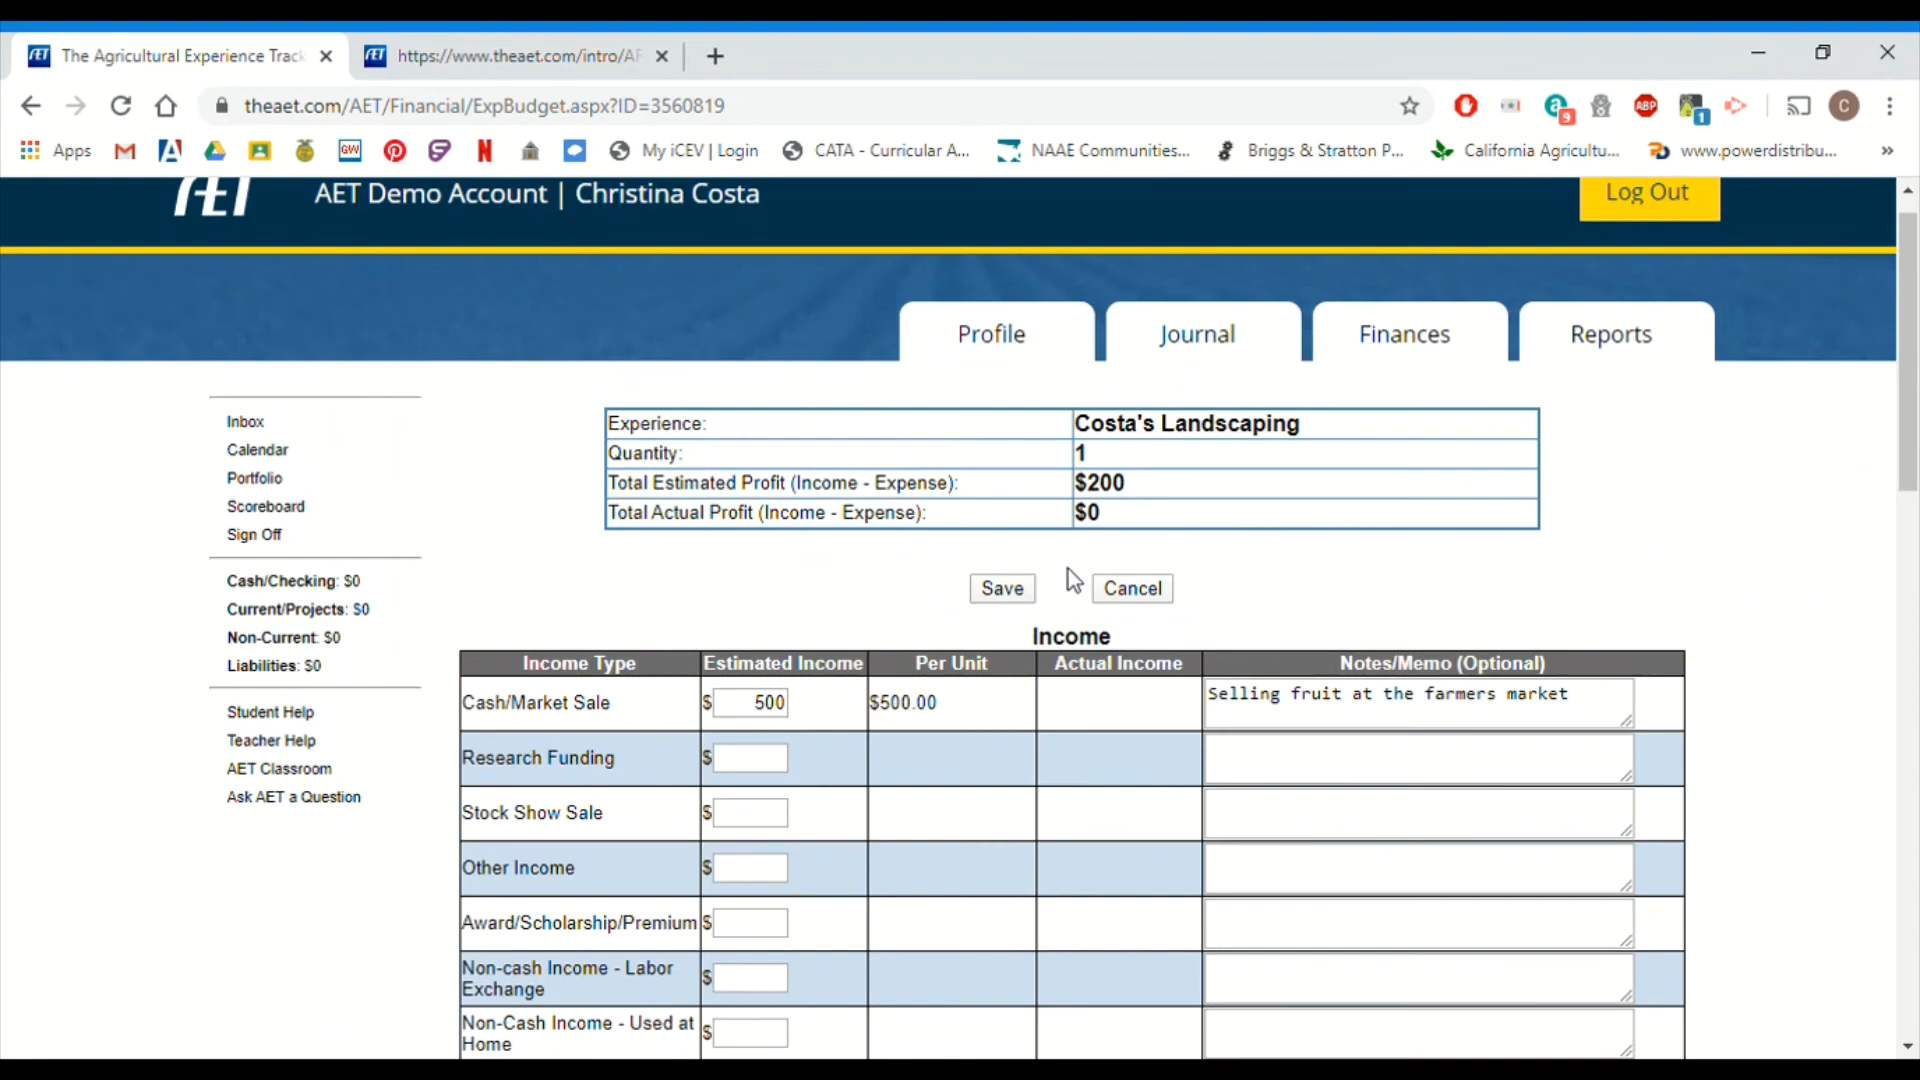 The Agricultural Experience Track
https://www.theaet.com/intro/AF
theaet.com/AET/Financial/ExpBudget.aspx?ID=3560819
Apps
My iCEV | Login
CATA - Curricular A...
NAAE Communities...
Briggs & Stratton P...
California Agricultu...
www.powerdistribu...
AET
AET Demo Account | Christina Costa
Log Out
Profile
Journal
Finances
Reports
Inbox
Calendar
Portfolio
Scoreboard
Sign Off
Cash/Checking: $0
Current/Projects: $0
Non-Current: $0
Liabilities: $0
Student Help
Teacher Help
AET Classroom
Ask AET a Question
Experience: Costa's Landscaping
Quantity: 1
Total Estimated Profit (Income - Expense): $200
Total Actual Profit (Income - Expense): $0
Save Cancel
Income
Income Type Estimated Income Per Unit Actual Income Notes/Memo (Optional)
Cash/Market Sale $ 500 $500.00 Selling fruit at the farmers market
Research Funding $
Stock Show Sale $
Other Income $
Award/Scholarship/Premium $
Non-cash Income - Labor
Exchange $
Non-Cash Income - Used at
Home $